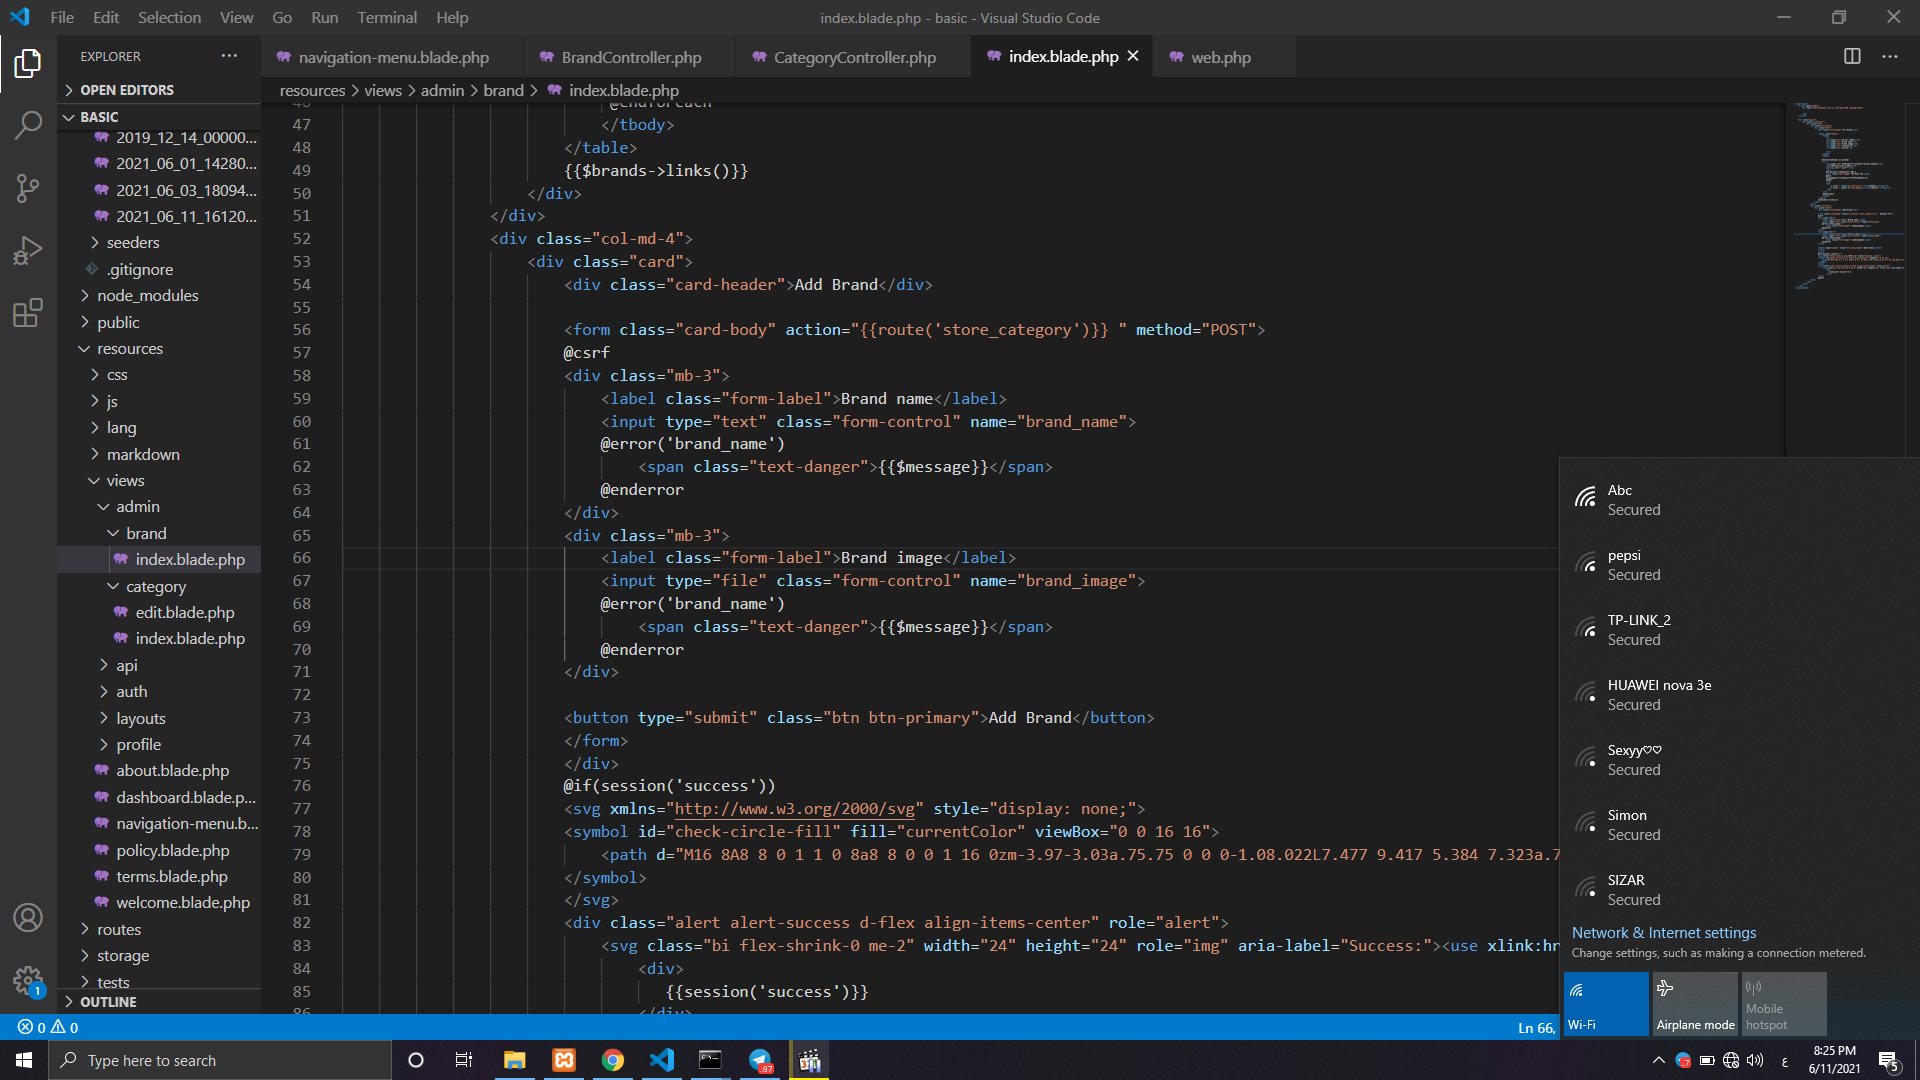 File Edit Selection View Go Run Terminal Help
index.blade.php - basic - Visual Studio Code
EXPLORER
navigation-menu.blade.php
BrandController.php
CategoryController.php
index.blade.php
web.php
OPEN EDITORS
BASIC
2019_12_14_00000...
2021_06_01_14280...
2021_06_03_18094...
2021_06_11_16120...
seeders
.gitignore
node_modules
public
resources
css
js
lang
markdown
views
admin
brand
index.blade.php
category
edit.blade.php
index.blade.php
api
auth
layouts
profile
about.blade.php
dashboard.blade.p...
navigation-menu.b...
policy.blade.php
terms.blade.php
welcome.blade.php
routes
storage
tests
OUTLINE
resources > views > admin > brand > index.blade.php
46 @endforeach
47 </tbody>
48 </table>
49 {{$brands->links()}}
50 </div>
51 </div>
52 <div class="col-md-4">
53 <div class="card">
54 <div class="card-header">Add Brand</div>
55
56 <form class="card-body" action="{{route('store_category')}} " method="POST">
57 @csrf
58 <div class="mb-3">
59 <label class="form-label">Brand name</label>
60 <input type="text" class="form-control" name="brand_name">
61 @error('brand_name')
62 <span class="text-danger">{{$message}}</span>
63 @enderror
64 </div>
65 <div class="mb-3">
66 <label class="form-label">Brand image</label>
67 <input type="file" class="form-control" name="brand_image">
68 @error('brand_name')
69 <span class="text-danger">{{$message}}</span>
70 @enderror
71 </div>
72
73 <button type="submit" class="btn btn-primary">Add Brand</button>
74 </form>
75 </div>
76 @if(session('success'))
77 <svg xmlns="http://www.w3.org/2000/svg" style="display: none;">
78 <symbol id="check-circle-fill" fill="currentColor" viewBox="0 0 16 16">
79 <path d="M16 8A8 8 0 1 1 0 8a8 8 0 0 1 16 0zm-3.97-3.03a.75.75 0 0 0-1.08.022L7.477 9.417 5.384 7.323a.7
80 </symbol>
81 </svg>
82 <div class="alert alert-success d-flex align-items-center" role="alert">
83 <svg class="bi flex-shrink-0 me-2" width="24" height="24" role="img" aria-label="Success:"><use xlink:hr
84 <div>
85 {{session('success')}}
86 </div>
Abc
Secured
pepsi
Secured
TP-LINK_2
Secured
HUAWEI nova 3e
Secured
Sexyy♡♡
Secured
Simon
Secured
SIZAR
Secured
Network & Internet settings
Change settings, such as making a connection metered.
Wi-Fi
Airplane mode
Mobile hotspot
1
0 0
Ln 66,
Type here to search
97
7
ع
8:25 PM
6/11/2021
5